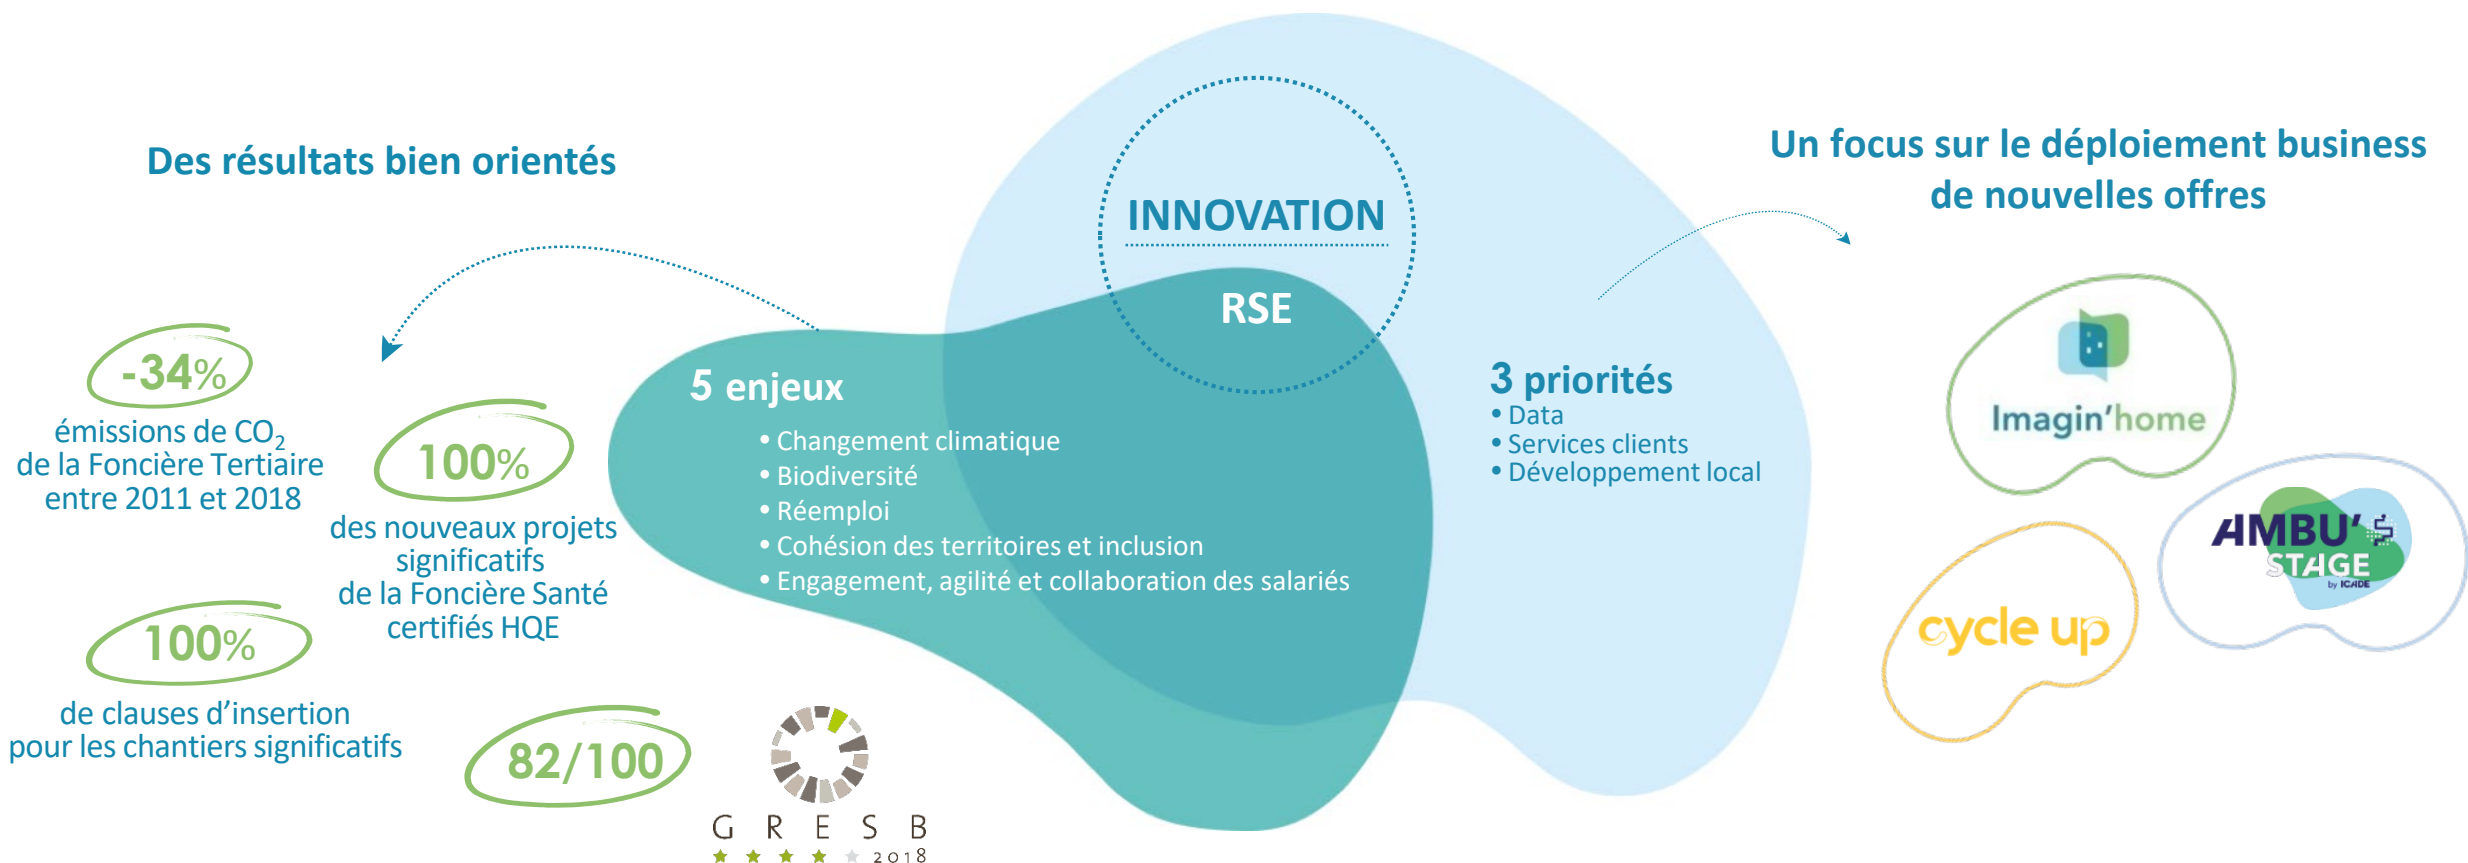 Des résultats bien orientés
-34%
émissions de CO₂
de la Foncière Tertiaire
entre 2011 et 2018
100%
des nouveaux projets
significatifs
de la Foncière Santé
certifiés HQE
100%
de clauses d’insertion
pour les chantiers significatifs
82/100
GRESB
2018
INNOVATION
RSE
5 enjeux
• Changement climatique
• Biodiversité
• Réemploi
• Cohésion des territoires et inclusion
• Engagement, agilité et collaboration des salariés
3 priorités
• Data
• Services clients
• Développement local
Un focus sur le déploiement business
de nouvelles offres
Imagin’home
AMBU’
STAGE
by ICADE
cycle up